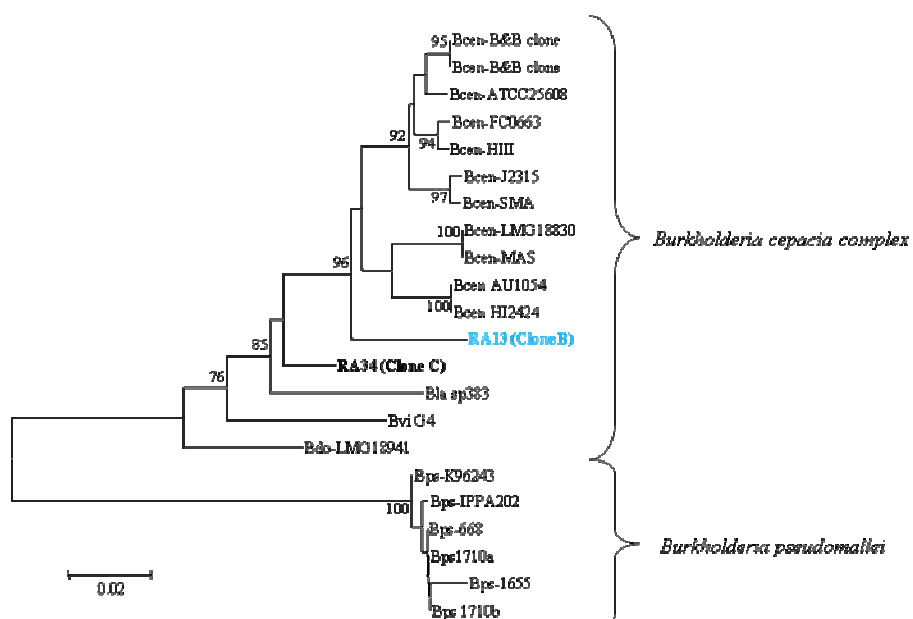 95 Bcen-B&B clone
Bcen-B&B clone
Bcen-ATCC25608
92
Bcen-FC0663
94
Bcen-HIII
Bcen-J2315
97
Bcen-SMA
100 Bcen-LMG18830
Bcen-MAS
Bcen AU1054
100
Bcen HI2424
Burkholderia cepacia complex
96
RA13 (Clone B)
85
RA34 (Clone C)
76
Bla sp383
Bvi G4
Bdo-LMG18941
Bps-K96243
100
Bps-IPPA202
Bps-668
Bps1710a
Bps-1655
Bps 1710b
Burkholderia pseudomallei
0.02